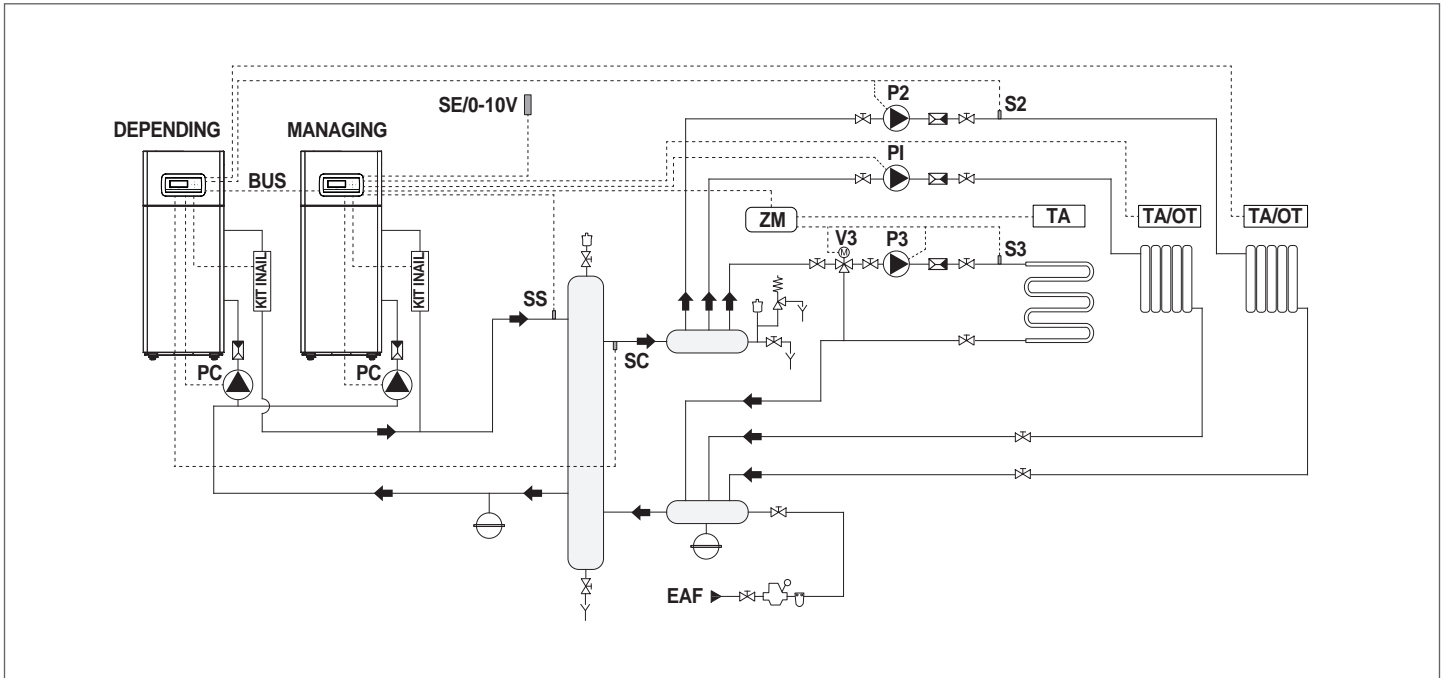 P2
SE/0-10V
S2
DEPENDING
MANAGING
PI
BUS
ZM
TA
TA/OT
TA/OT
V3
P3
M
S3
KIT INAIL
KIT INAIL
SS
SC
PC
PC
EAF